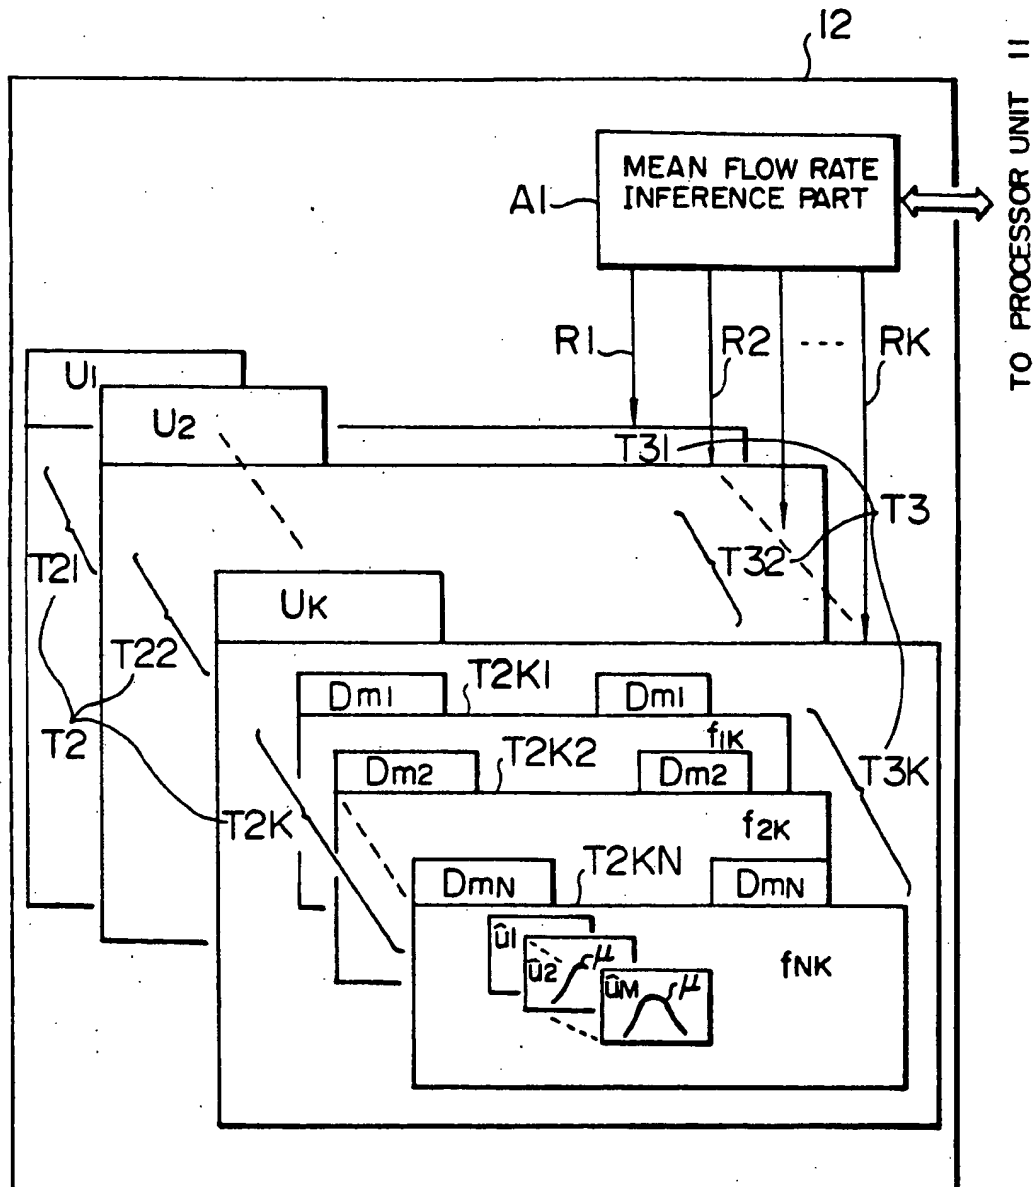 12
TO PROCESSOR UNIT 11
MEAN FLOW RATE
INFERENCE PART
A1
R1
R2
---
RK
U1
U2
T31
T3
T21
T32
UK
T22
T2K1
Dm1
Dm1
f1K
T2
T2K2
Dm2
Dm2
T3K
T2K
f2K
T2KN
DmN
DmN
û1
û2
μ
ûM
μ
fNK